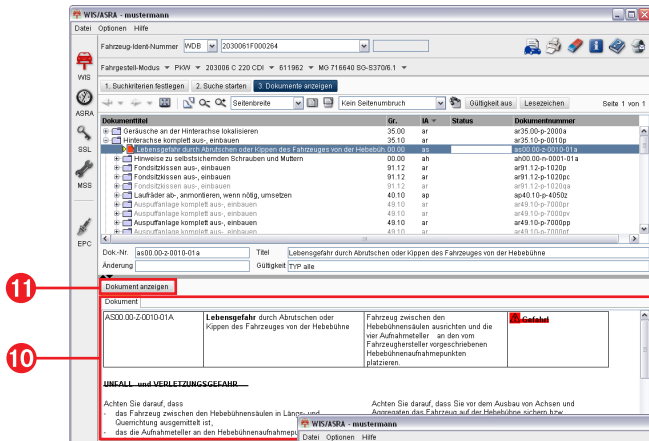 WIS/ASRA - mustermann
Datei Optionen Hilfe
Fahrzeug-Ident-Nummer WDB 2030061F000264
Fahrgestell-Modus PKW 203006 C 220 CDI 611962 MG 716640 SG-S370/6.1
1. Suchkriterien festlegen 2. Suche starten 3. Dokumente anzeigen
Seitenbreite Kein Seitenumbruch Gültigkeit aus Lesezeichen Seite 1 von 1
WIS
ASRA
SSL
MSS
EPC
Dokumenttitel Gr. IA Status Dokumentnummer
Geräusche an der Hinterachse lokalisieren 35.00 ar ar35.00-p-2000a
Hinterachse komplett aus-, einbauen 35.10 ar ar35.10-p-0010p
Lebensgefahr durch Abrutschen oder Kippen des Fahrzeuges von der Hebebüh. 00.00 as as00.00-z-0010-01a
Hinweise zu selbstsichernden Schrauben und Muttern 00.00 ah ah00.00-n-0001-01a
Fondsitzkissen aus-, einbauen 91.12 ar ar91.12-p-1020p
Fondsitzkissen aus-, einbauen 91.12 ar ar91.12-p-1020pc
Fondsitzkissen aus-, einbauen 91.12 ar ar91.12-p-1020qa
Laufräder ab-, anmontieren, wenn nötig, umsetzen 40.10 ap ap40.10-p-4050z
Auspuffanlage komplett aus-, einbauen 49.10 ar ar49.10-p-7000pr
Auspuffanlage komplett aus-, einbauen 49.10 ar ar49.10-p-7000pv
Auspuffanlage komplett aus-, einbauen 49.10 ar ar49.10-p-7000pp
Auspuffanlage komplett aus-, einbauen 49.10 ar ar49.10-p-7000pf
Dok.-Nr. as00.00-z-0010-01a Titel Lebensgefahr durch Abrutschen oder Kippen des Fahrzeuges von der Hebebühne
Änderung Gültigkeit TYP alle
11 Dokument anzeigen
Dokument
AS00.00-Z-0010-01A Lebensgefahr durch Abrutschen oder Kippen des Fahrzeuges von der Hebebühne
Fahrzeug zwischen den Hebebühnensäulen ausrichten und die vier Aufnahmeteller an den vom Fahrzeughersteller vorgeschriebenen Hebebühnenaufnahmepunkten platzieren.
Gefahr!
10
UNFALL- und VERLETZUNGSGEFAHR
Achten Sie darauf, dass
- das Fahrzeug zwischen den Hebebühnensäulen in Längs- und Querrichtung ausgemittelt ist,
- das die Aufnahmeteller an den Hebebühnenaufnahmepu
Achten Sie darauf, dass Sie vor dem Ausbau von Achsen und Aggregaten das Fahrzeug auf der Hebebühne sichern bzw.
WIS/ASRA - mustermann
Datei Optionen Hilfe